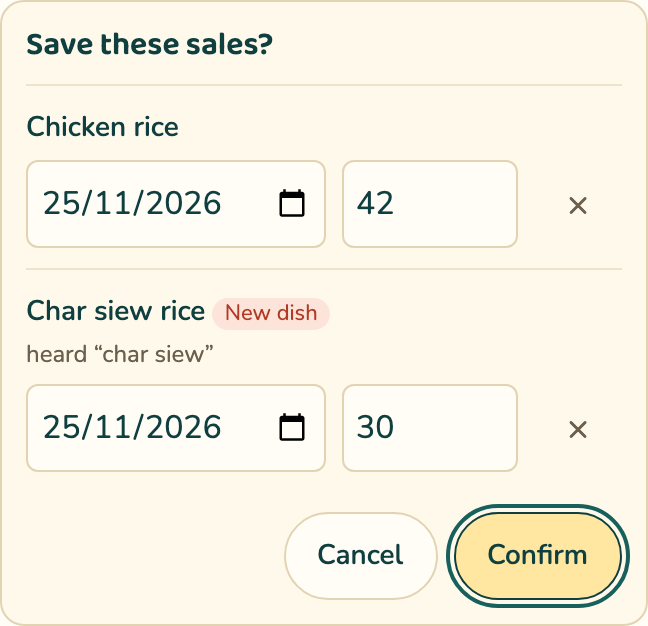 Save these sales?
Chicken rice
25/11/2026 42 ×
Char siew rice New dish
heard “char siew”
25/11/2026 30 ×
Cancel Confirm